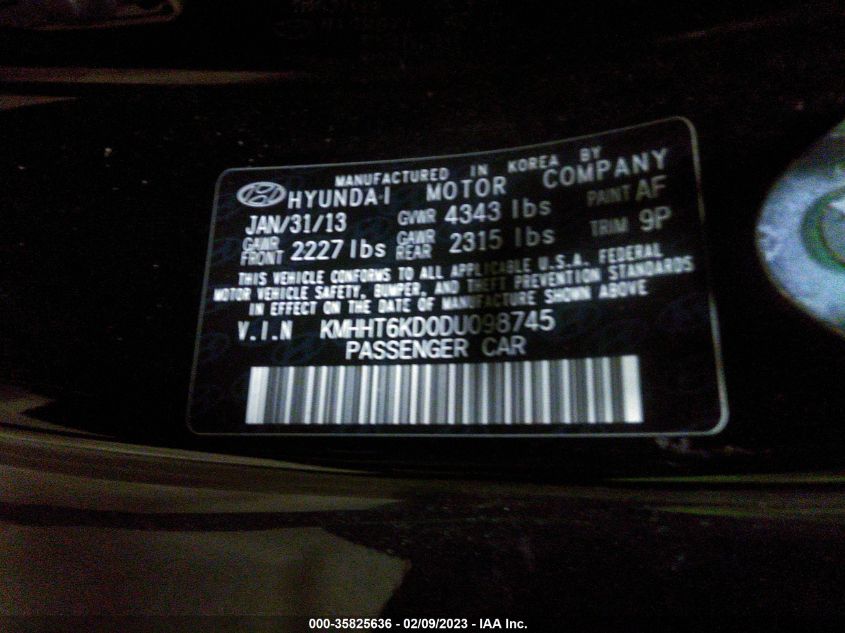 MANUFACTURED IN KOREA BY
HYUNDAI MOTOR COMPANY
JAN/31/13 GVWR 4343 lbs PAINT AF
GAWR FRONT 2227 lbs GAWR REAR 2315 lbs TRIM 9P
THIS VEHICLE CONFORMS TO ALL APPLICABLE U.S.A. FEDERAL
MOTOR VEHICLE SAFETY, BUMPER, AND THEFT PREVENTION STANDARDS
IN EFFECT ON THE DATE OF MANUFACTURE SHOWN ABOVE
V.I.N KMHHT6KD0DU098745
PASSENGER CAR
000-35825636 - 02/09/2023 - IAA Inc.